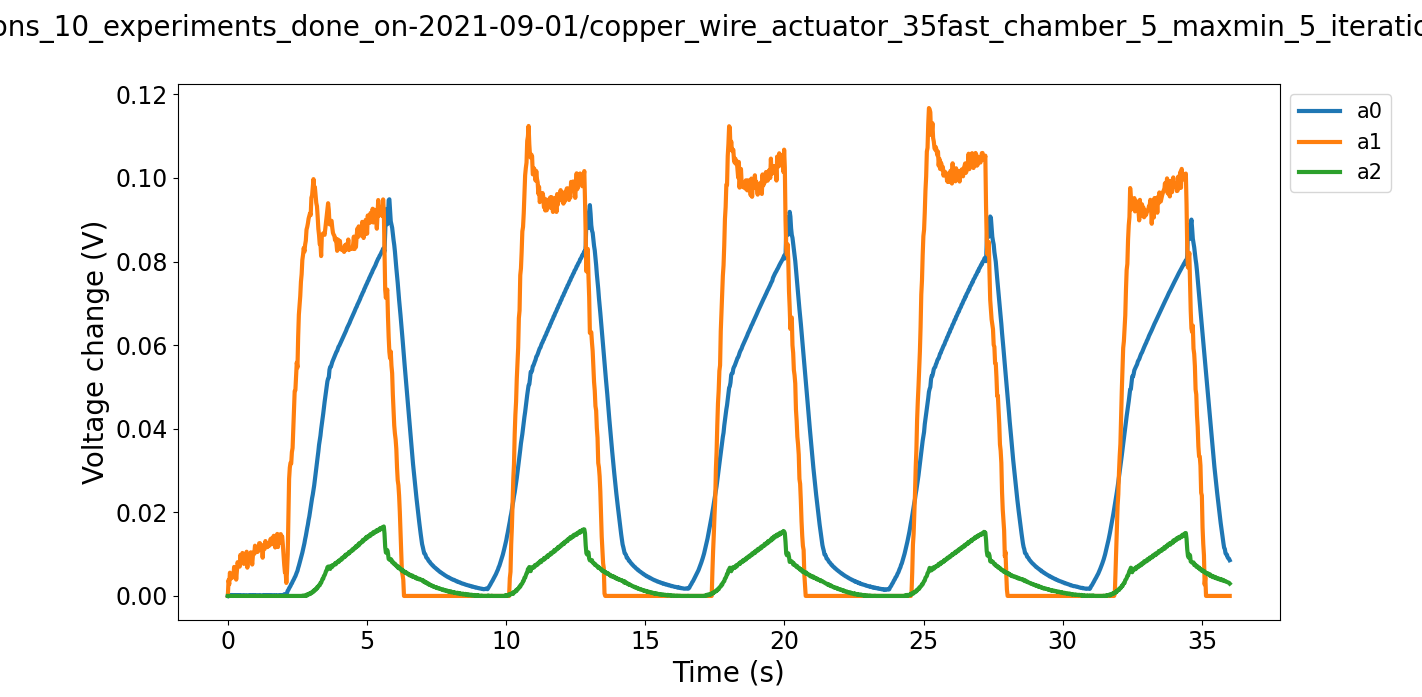 ons_10_experiments_done_on-2021-09-01/copper_wire_actuator_35fast_chamber_5_maxmin_5_iteratio
0.12
0.10
0.08
0.06
0.04
0.02
0.00
Voltage change (V)
0
5
10
15
20
25
30
35
Time (s)
a0
a1
a2